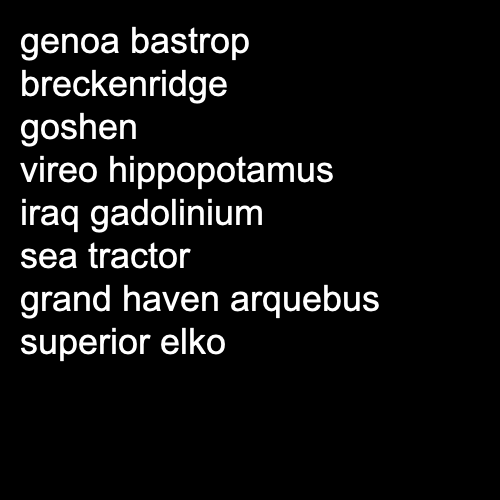 genoa bastrop
breckenridge
goshen
vireo hippopotamus
iraq gadolinium
sea tractor
grand haven arquebus
superior elko